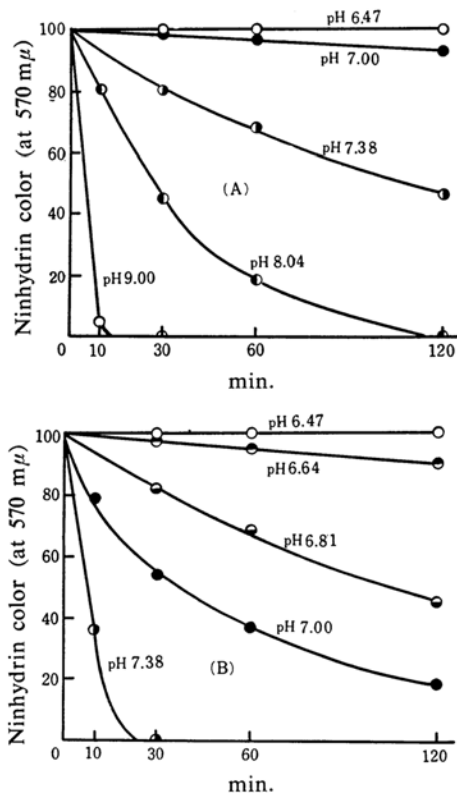 Ninhydrin color (at 570 mμ)
100
80
60
40
20
0
10
30
60
120
min.
pH 6.47
pH 7.00
pH 7.38
(A)
pH 8.04
pH 9.00
Ninhydrin color (at 570 mμ)
100
80
60
40
20
0
10
30
60
120
min.
pH 6.47
pH 6.64
pH 6.81
pH 7.00
pH 7.38
(B)